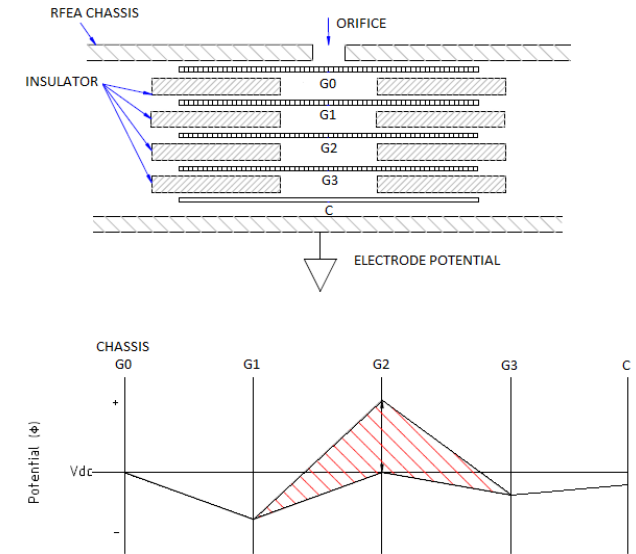 RFEA CHASSIS
ORIFICE
INSULATOR
G0
G1
G2
G3
C
ELECTRODE POTENTIAL
CHASSIS
G0 G1 G2 G3 C
+
Potential (Φ)
Vdc
-